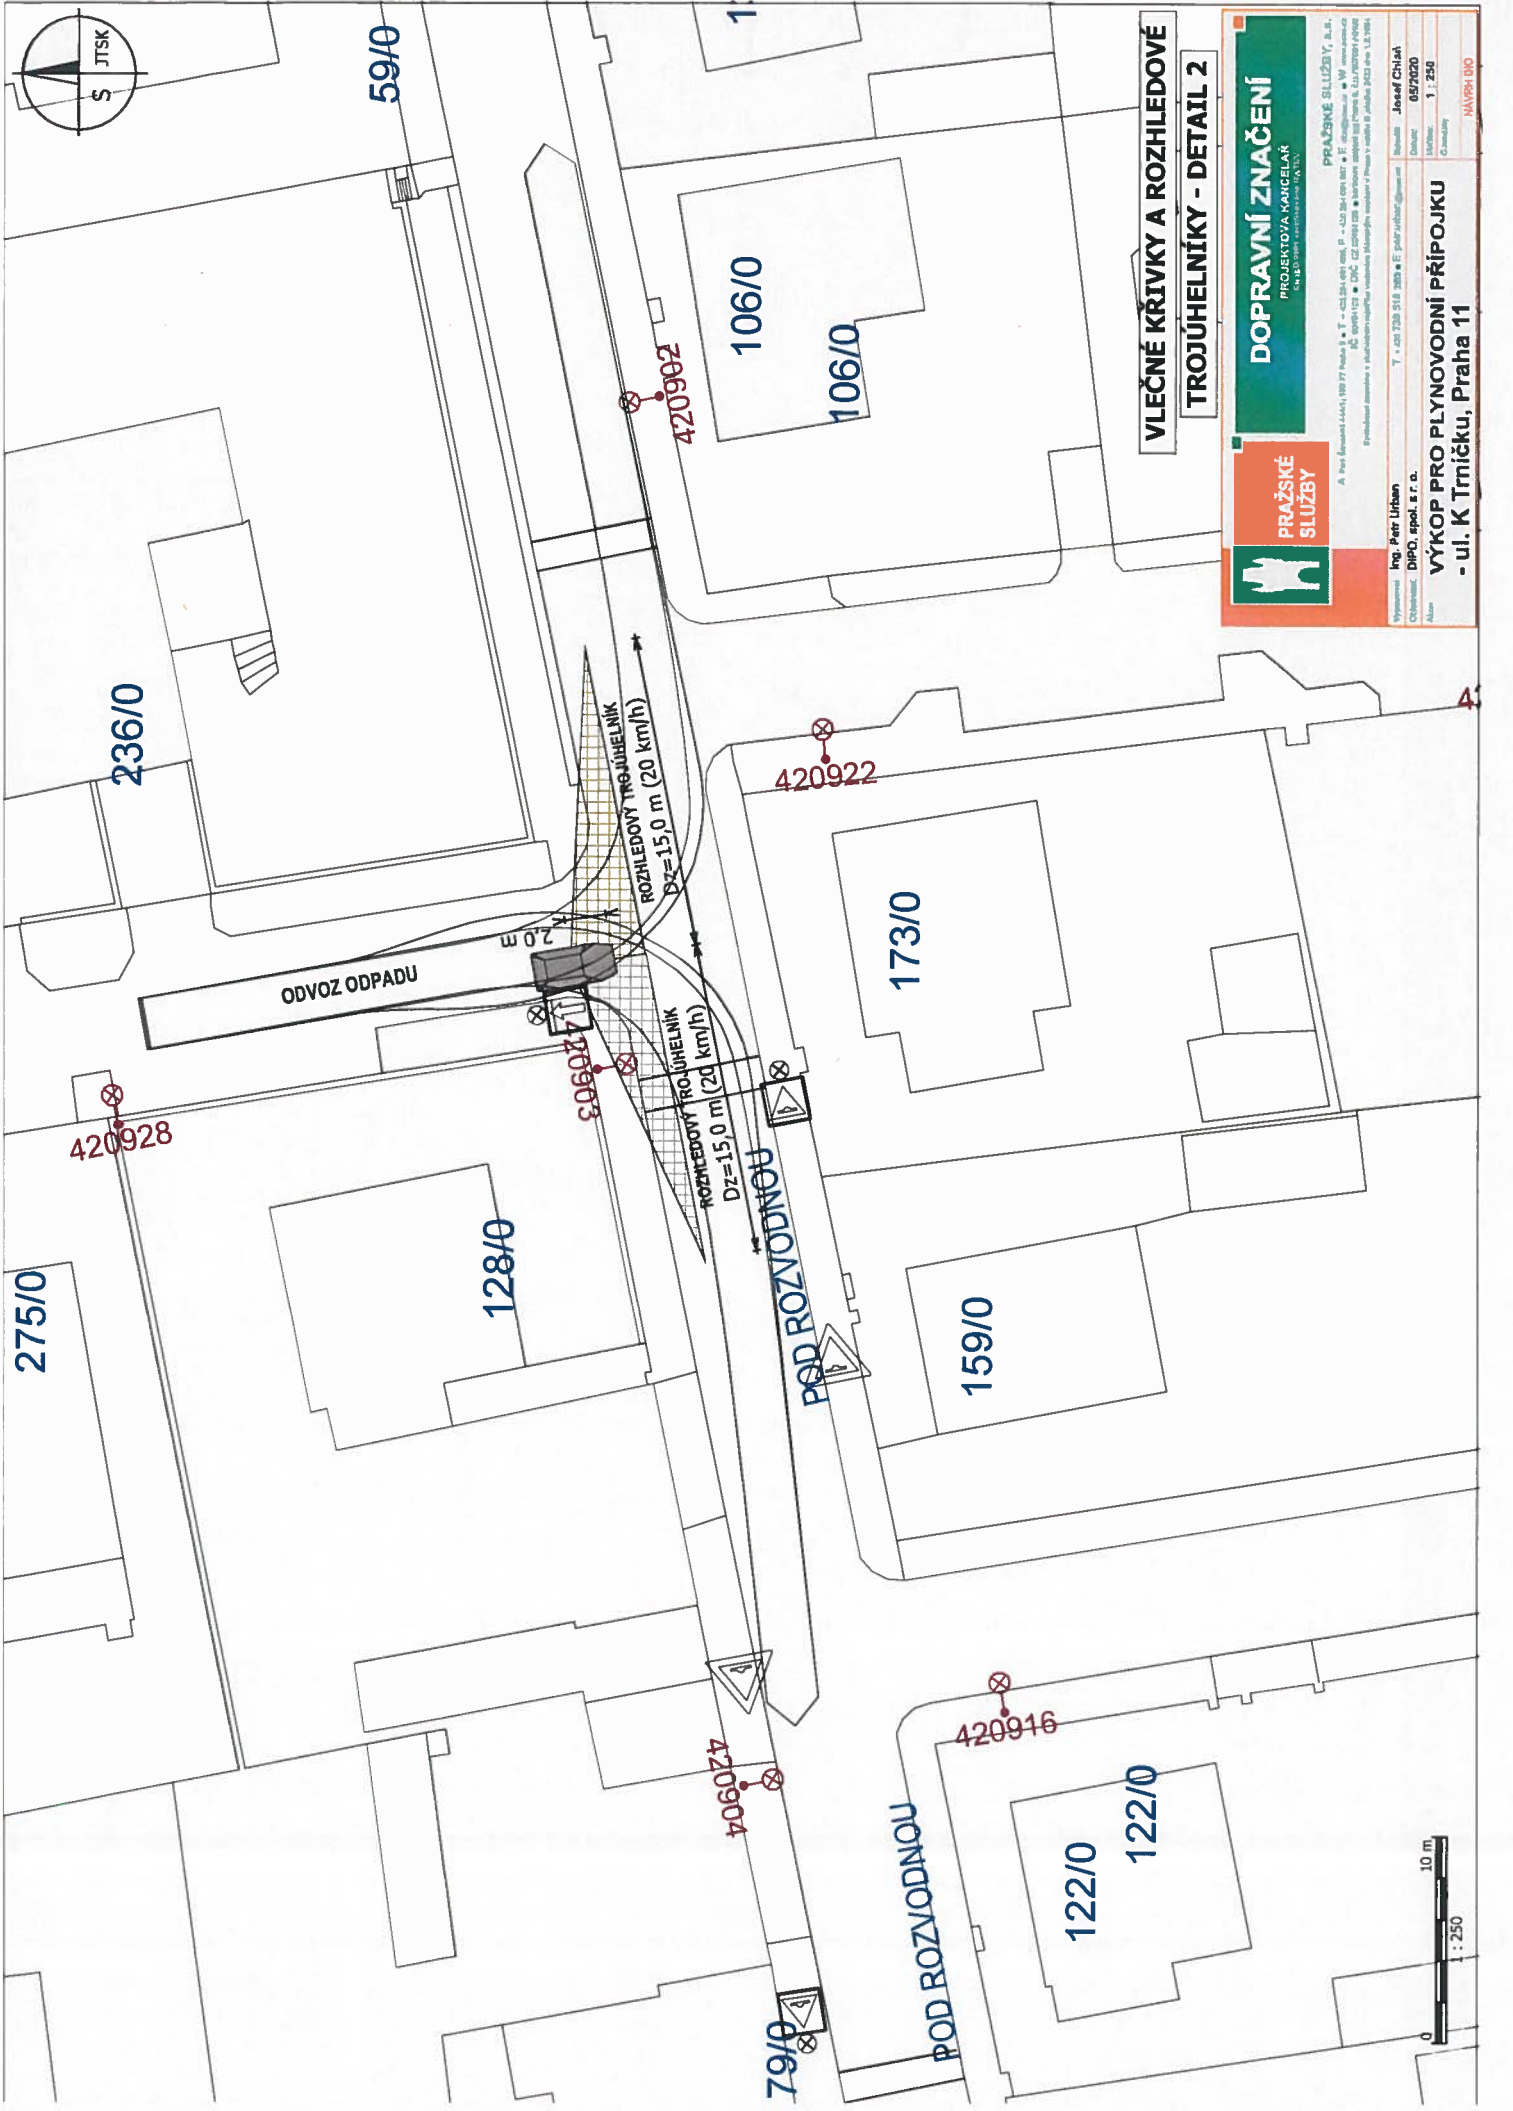 S
JTSK
59/0
236/0
275/0
128/0
106/0
106/0
173/0
159/0
122/0
122/0
79/0
420902
420922
420903
420928
420904
420916
ODVOZ ODPADU
2,0 m
ROZHLEDOVÝ TROJÚHELNÍK
Dz=15,0 m (20 km/h)
ROZHLEDOVÝ TROJÚHELNÍK
Dz=15,0 m (20 km/h)
POD ROZVODNOU
POD ROZVODNOU
0
10 m
1 : 250
VLEČNÉ KŘIVKY A ROZHLEDOVÉ
TROJÚHELNÍKY - DETAIL 2
PRAŽSKÉ
SLUŽBY
DOPRAVNÍ ZNAČENÍ
PROJEKTOVÁ KANCELÁŘ
PRAŽSKÉ SLUŽBY, a.s.
Ing. Petr Urban
Josef Chlaň
DIPO, spol. s r. o.
Datum: 05/2020
1 : 250
VÝKOP PRO PLYNOVODNÍ PŘÍPOJKU
- ul. K Trníčku, Praha 11
NÁVRH DIO